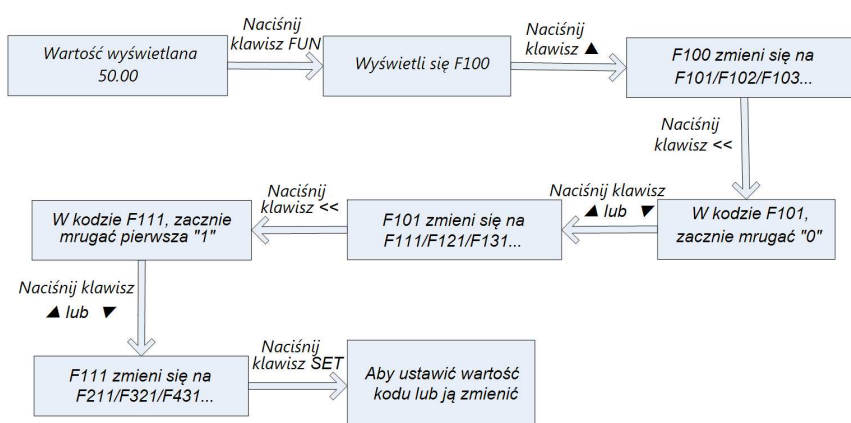 Wartość wyświetlana
50.00
Naciśnij
klawisz FUN
Wyświetli się F100
Naciśnij
klawisz ▲
F100 zmieni się na
F101/F102/F103...
Naciśnij
klawisz <<
W kodzie F101,
zacznie mrugać "0"
Naciśnij klawisz
▲ lub ▼
F101 zmieni się na
F111/F121/F131...
Naciśnij
klawisz <<
W kodzie F111, zacznie
mrugać pierwsza "1"
Naciśnij klawisz
▲ lub ▼
F111 zmieni się na
F211/F321/F431...
Naciśnij
klawisz SET
Aby ustawić wartość
kodu lub ją zmienić